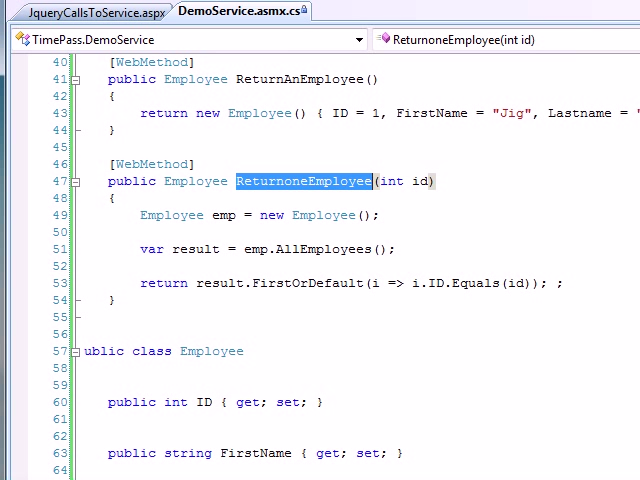 JqueryCallsToService.aspx DemoService.asmx.cs
TimePass.DemoService ReturnoneEmployee(int id)
40 [WebMethod]
41 public Employee ReturnAnEmployee()
42 {
43 return new Employee() { ID = 1, FirstName = "Jig", Lastname = "
44 }
45
46 [WebMethod]
47 public Employee ReturnoneEmployee(int id)
48 {
49 Employee emp = new Employee();
50
51 var result = emp.AllEmployees();
52
53 return result.FirstOrDefault(i => i.ID.Equals(id)); ;
54 }
55
56
57 ublic class Employee
58
59
60 public int ID { get; set; }
61
62
63 public string FirstName { get; set; }
64